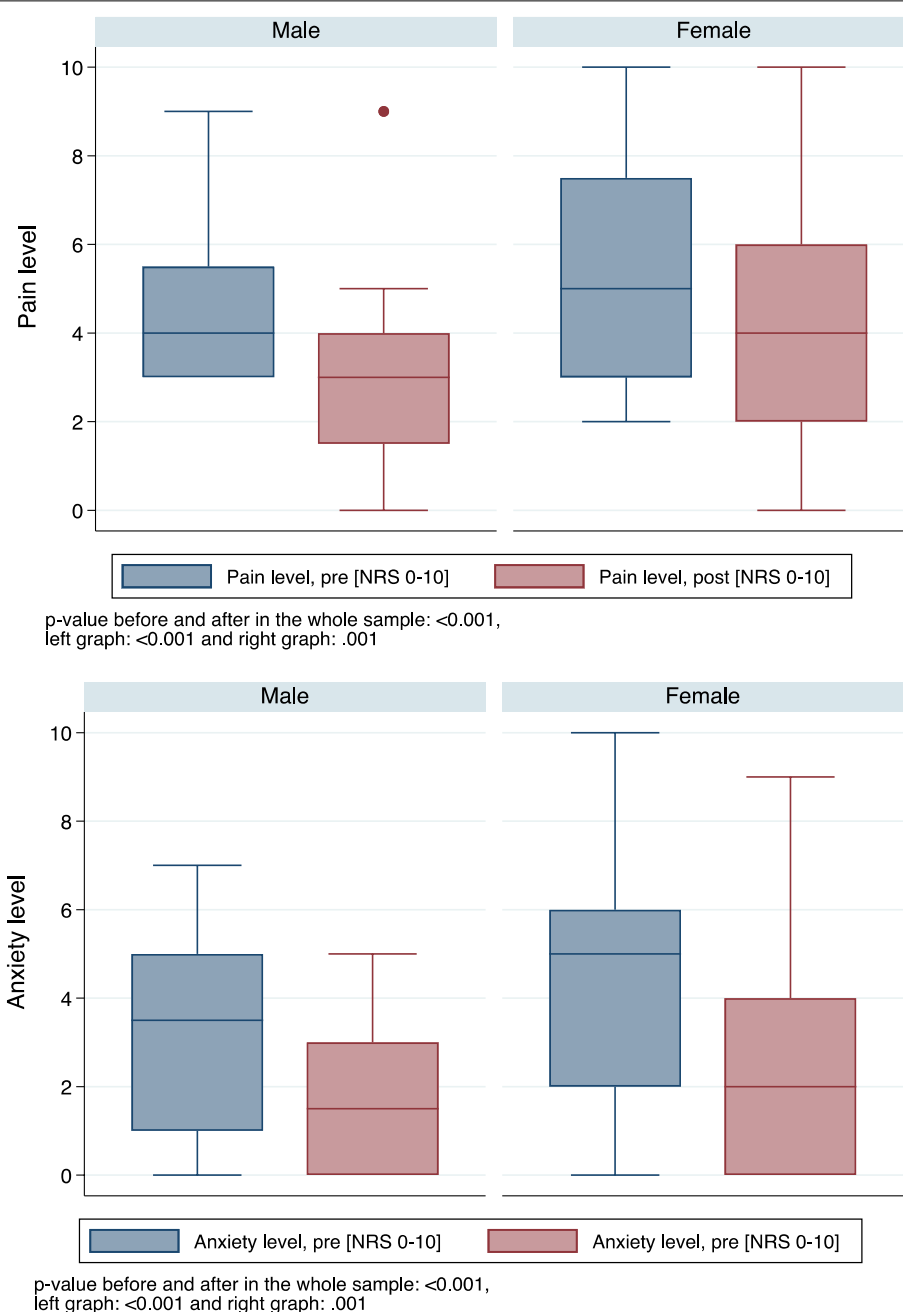 Male Female
10
8
6
4
2
0
Pain level
Pain level, pre [NRS 0-10] Pain level, post [NRS 0-10]
p-value before and after in the whole sample: <0.001,
left graph: <0.001 and right graph: .001
Male Female
10
8
6
4
2
0
Anxiety level
Anxiety level, pre [NRS 0-10] Anxiety level, pre [NRS 0-10]
p-value before and after in the whole sample: <0.001,
left graph: <0.001 and right graph: .001